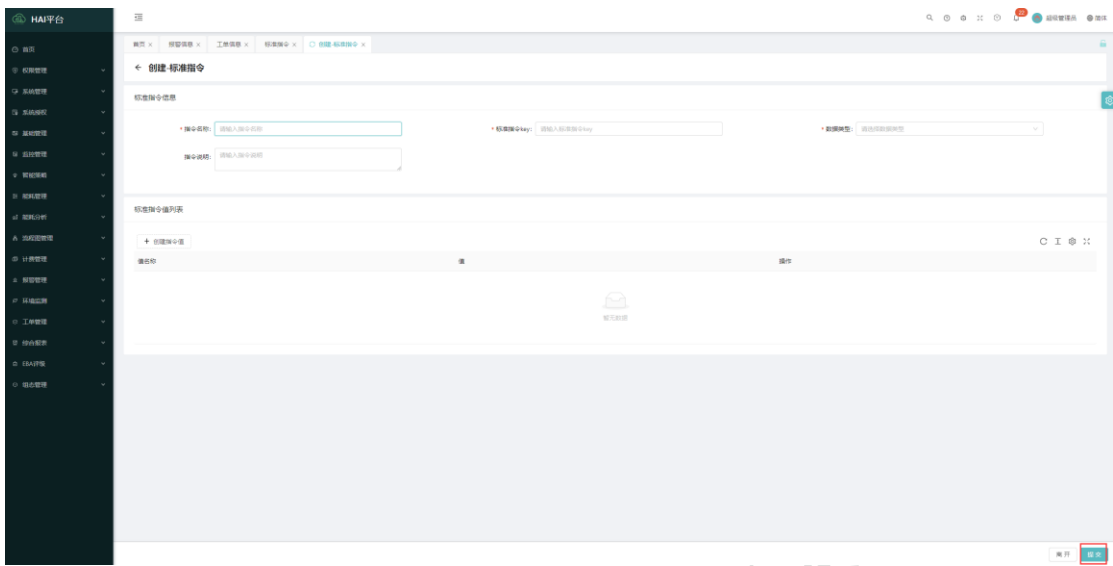 HAI平台
20
超级管理员
简体
首页
权限管理
系统管理
系统授权
基础管理
监控管理
智能策略
能耗管理
能耗分析
流程图管理
计费管理
报警管理
环境监测
工单管理
综合报表
EBA评级
组态管理
首页 ×
报警信息 ×
工单信息 ×
标准指令 ×
创建-标准指令 ×
← 创建-标准指令
标准指令信息
* 指令名称: 请输入指令名称
* 标准指令key: 请输入标准指令key
* 数据类型: 请选择数据类型
指令说明: 请输入指令说明
标准指令值列表
+ 创建指令值
值名称 值 操作
暂无数据
离 开 提 交